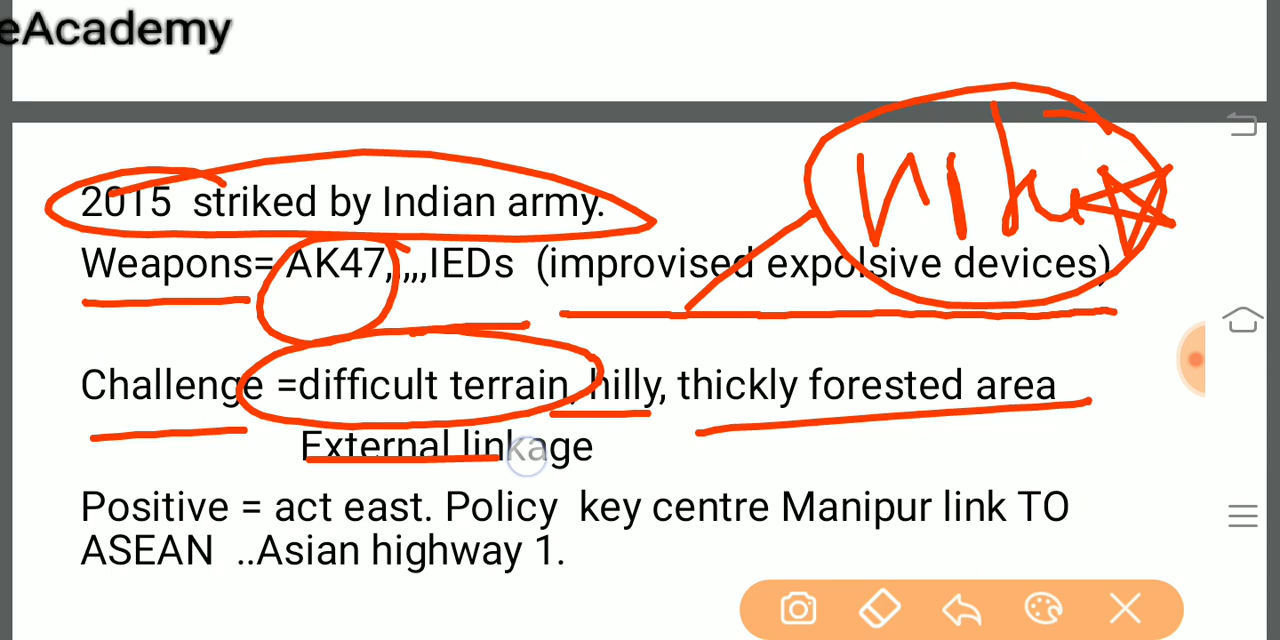 eAcademy
2015 striked by Indian army.
Weapons= AK47,,,,,IEDs (improvised expolsive devices)
Challenge =difficult terrain, hilly, thickly forested area
External linkage
Positive = act east. Policy key centre Manipur link TO
ASEAN ..Asian highway 1.